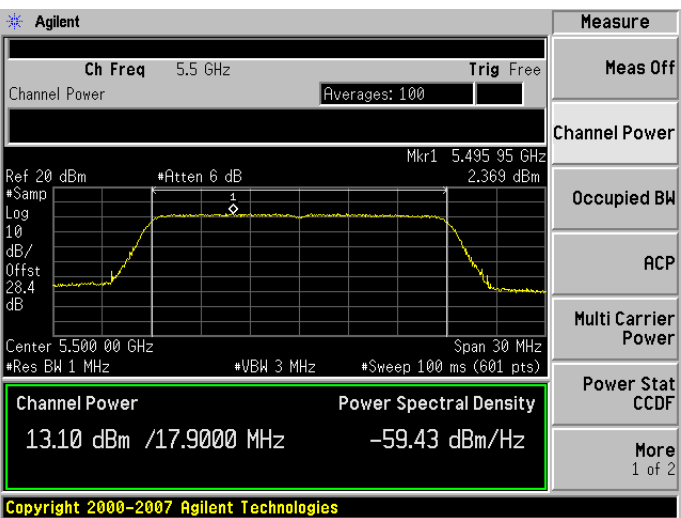 Agilent
Measure
Ch Freq 5.5 GHz Trig Free
Meas Off
Channel Power Averages: 100
Channel Power
Mkr1 5.495 95 GHz
Ref 20 dBm #Atten 6 dB 2.369 dBm
#Samp
Log
10
dB/
Offst
28.4
dB
1
Occupied BW
ACP
Center 5.500 00 GHz Span 30 MHz
#Res BW 1 MHz #VBW 3 MHz #Sweep 100 ms (601 pts)
Multi Carrier
Power
Channel Power Power Spectral Density
13.10 dBm /17.9000 MHz -59.43 dBm/Hz
Power Stat
CCDF
More
1 of 2
Copyright 2000-2007 Agilent Technologies